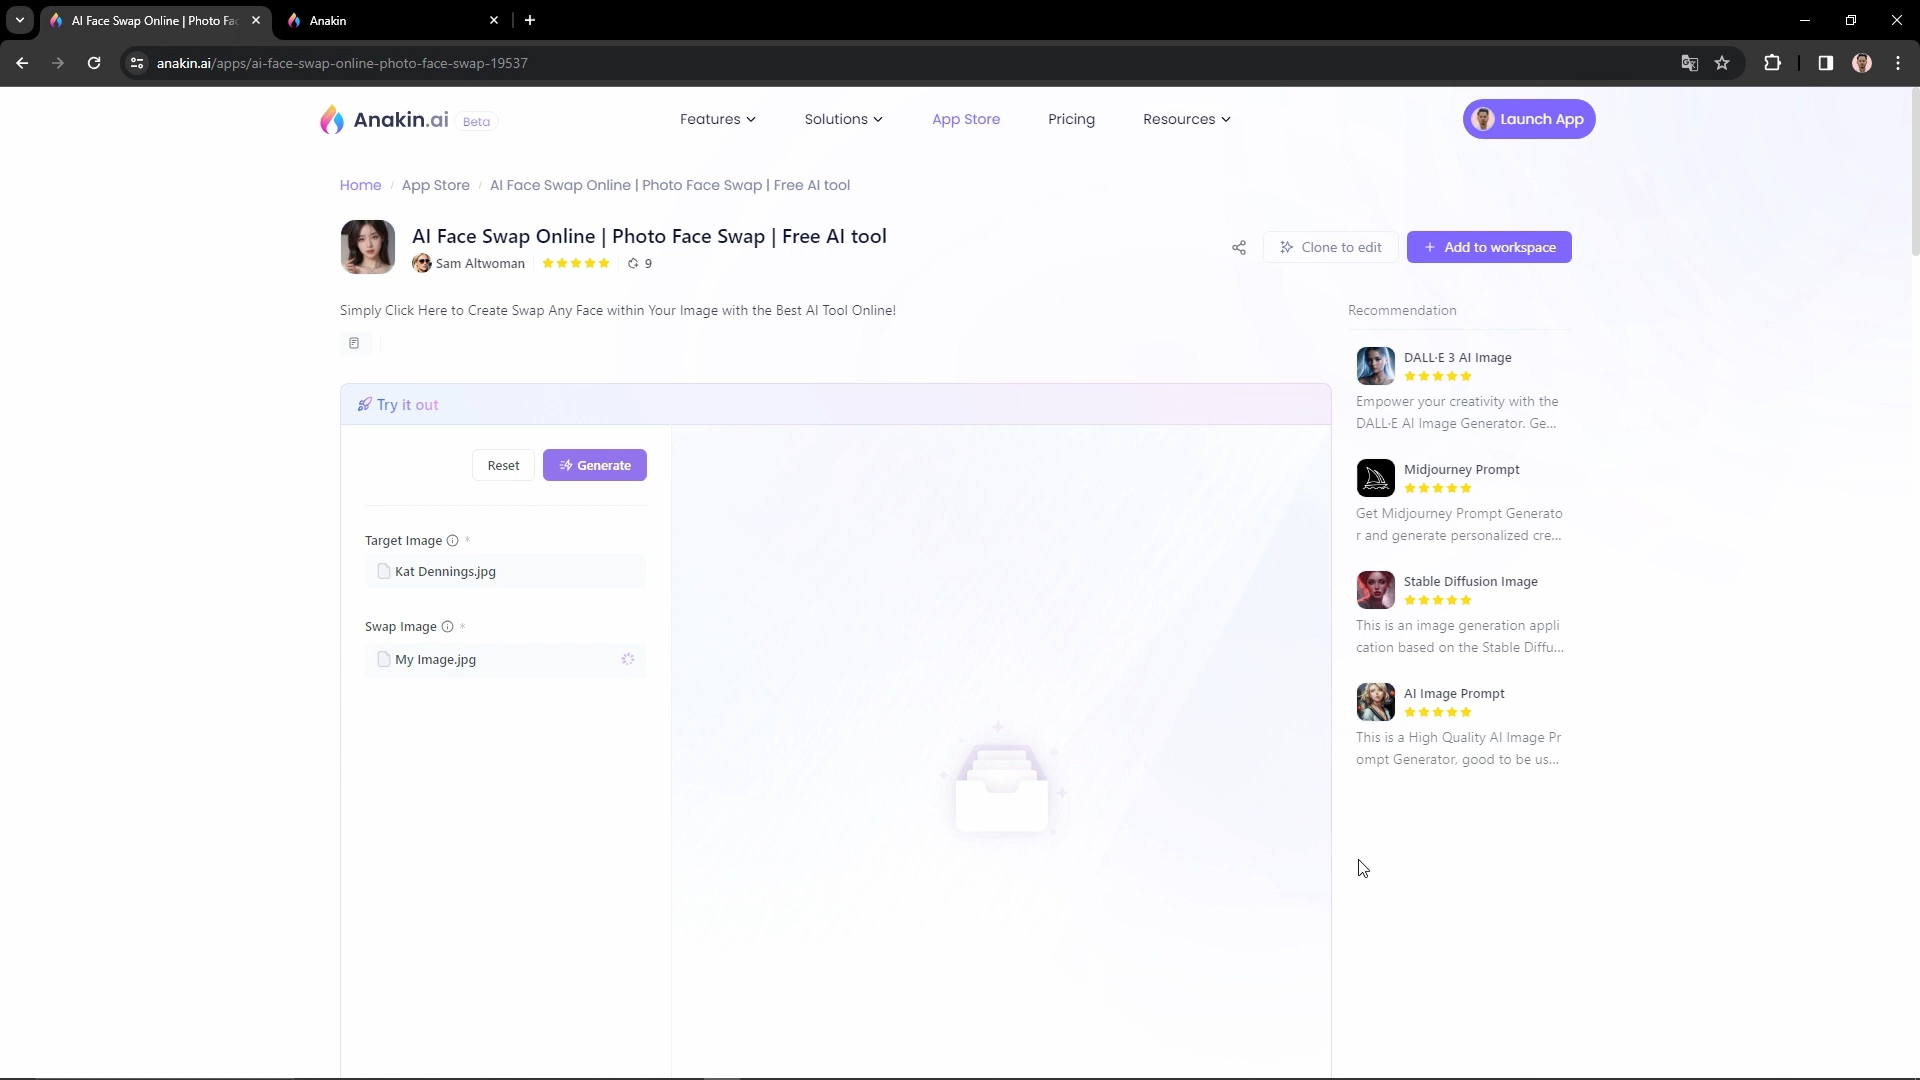 AI Face Swap Online | Photo Fa
Anakin
anakin.ai/apps/ai-face-swap-online-photo-face-swap-19537
Anakin.ai Beta
Features
Solutions
App Store
Pricing
Resources
Launch App
Home / App Store / AI Face Swap Online | Photo Face Swap | Free AI tool
AI Face Swap Online | Photo Face Swap | Free AI tool
Sam Altwoman
9
Clone to edit
+ Add to workspace
Simply Click Here to Create Swap Any Face within Your Image with the Best AI Tool Online!
Try it out
Reset
Generate
Target Image *
Kat Dennings.jpg
Swap Image *
My Image.jpg
Recommendation
DALL·E 3 AI Image
Empower your creativity with the
DALL·E AI Image Generator. Ge...
Midjourney Prompt
Get Midjourney Prompt Generato
r and generate personalized cre...
Stable Diffusion Image
This is an image generation appli
cation based on the Stable Diffu...
AI Image Prompt
This is a High Quality AI Image Pr
ompt Generator, good to be us...